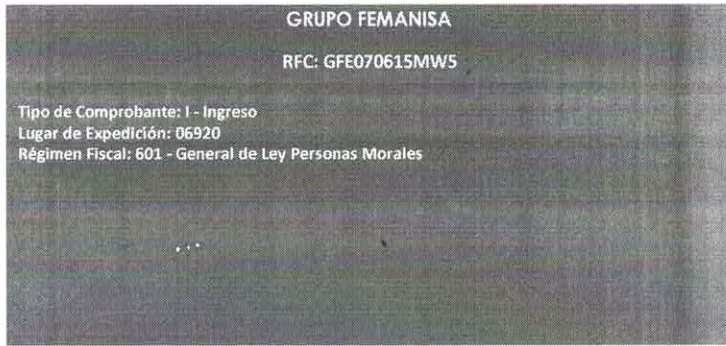 GRUPO FEMANISA
RFC: GFE070615MW5
Tipo de Comprobante: I - Ingreso
Lugar de Expedición: 06920
Régimen Fiscal: 601 - General de Ley Personas Morales